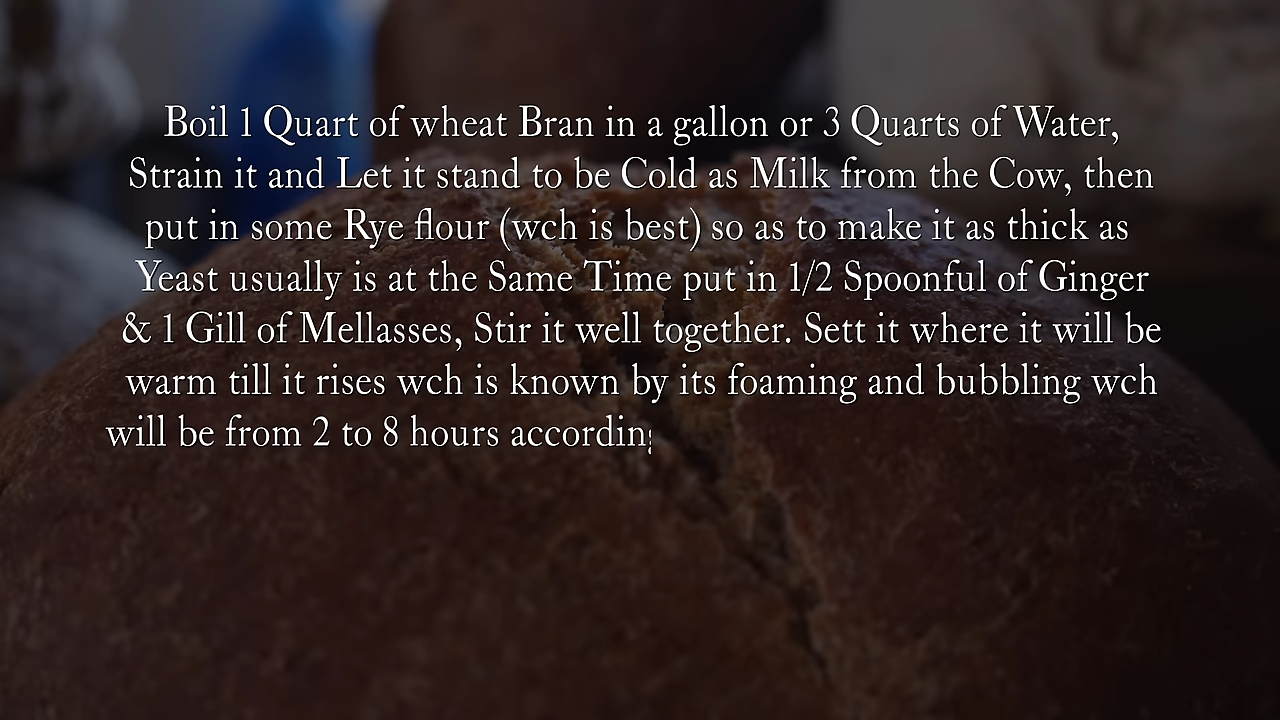 Boil 1 Quart of wheat Bran in a gallon or 3 Quarts of Water,
Strain it and Let it stand to be Cold as Milk from the Cow, then
put in some Rye flour (wch is best) so as to make it as thick as
Yeast usually is at the Same Time put in 1/2 Spoonful of Ginger
& 1 Gill of Mellasses, Stir it well together. Sett it where it will be
warm till it rises wch is known by its foaming and bubbling wch
will be from 2 to 8 hours accordin